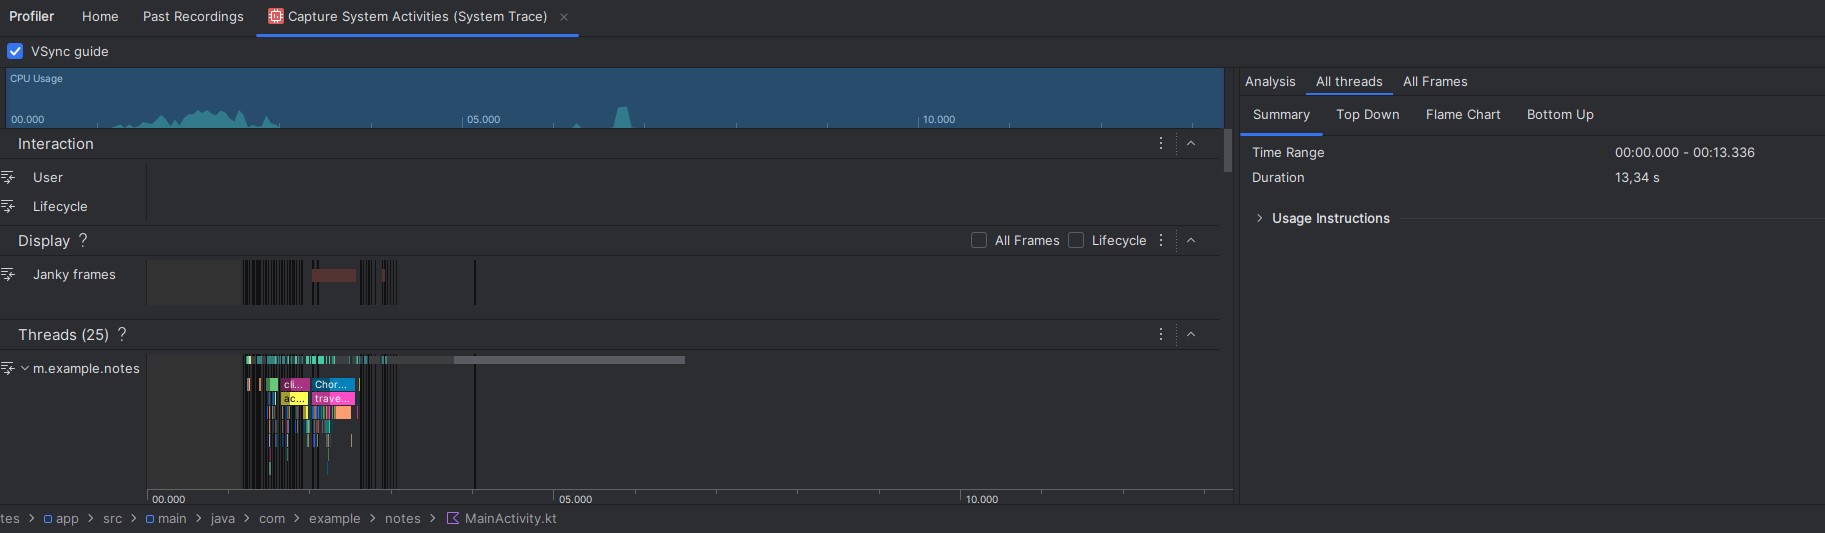 Profiler Home Past Recordings Capture System Activities (System Trace)
VSync guide
CPU Usage
00.000 05.000 10.000
Interaction
User
Lifecycle
Display ? All Frames Lifecycle
Janky frames
Threads (25) ?
m.example.notes
cli... Chor...
ac... trave...
00.000 05.000 10.000
Analysis All threads All Frames
Summary Top Down Flame Chart Bottom Up
Time Range 00:00.000 - 00:13.336
Duration 13,34 s
Usage Instructions
tes > app > src > main > java > com > example > notes > MainActivity.kt